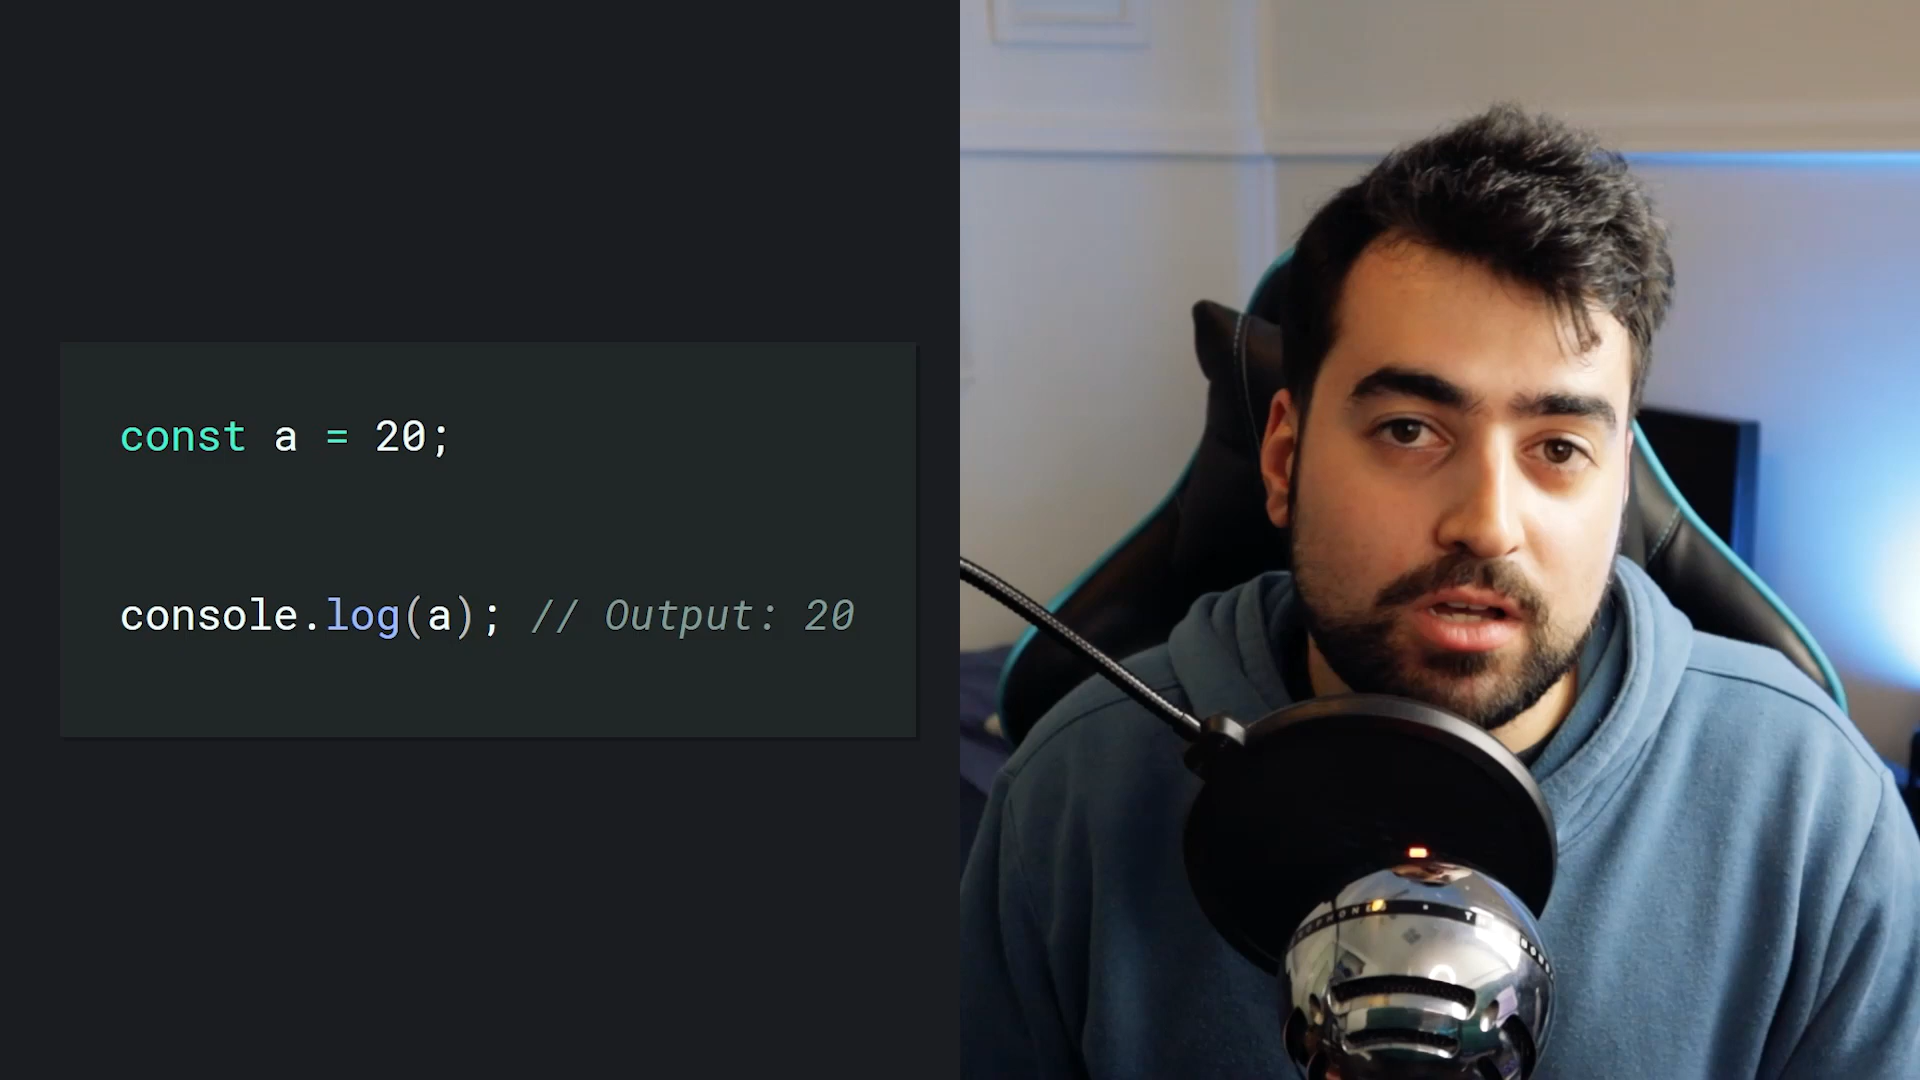 const a = 20;
console.log(a); // Output: 20